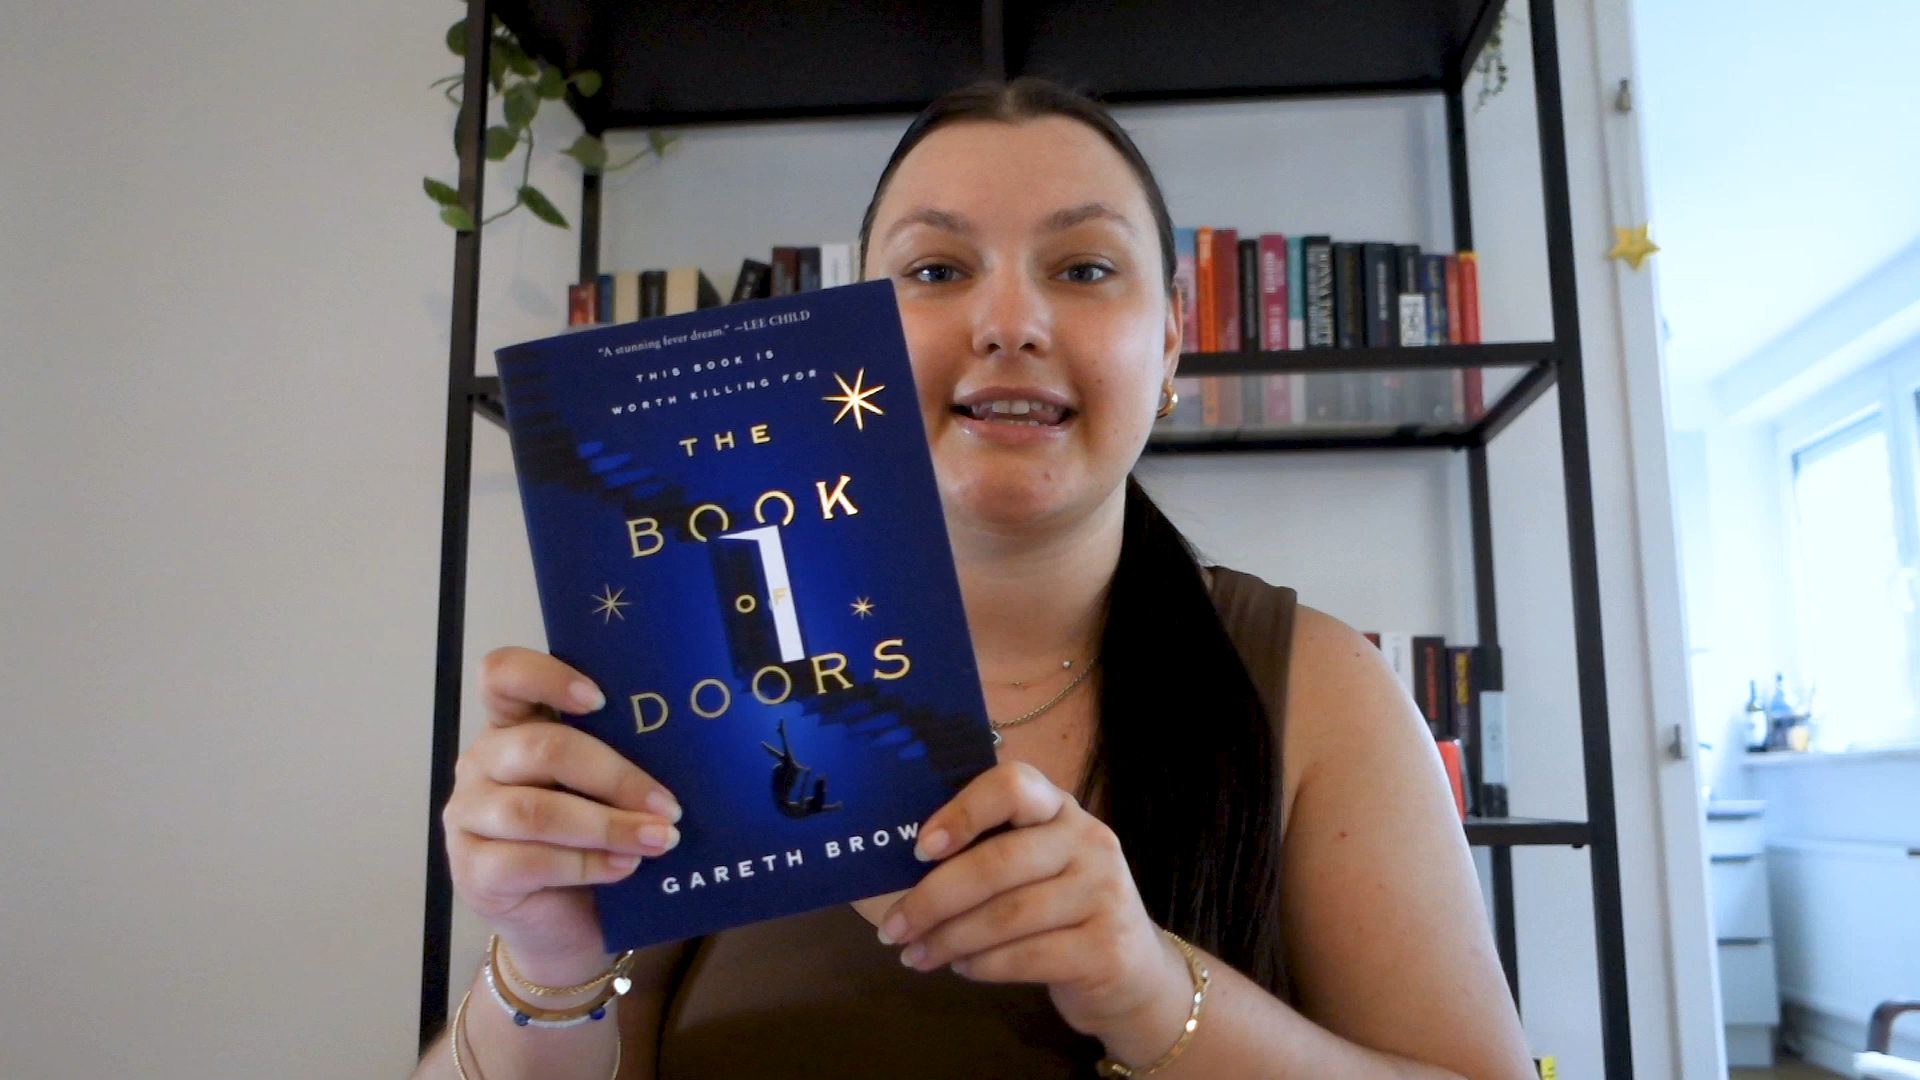 "A stunning fever dream." —LEE CHILD
THIS BOOK IS
WORTH KILLING FOR
THE
BOOK
OF
DOORS
GARETH BROW